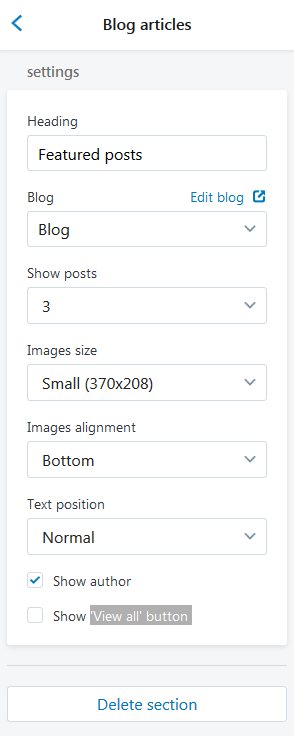 Blog articles
settings
Heading
Featured posts
Blog Edit blog
Blog
Show posts
3
Images size
Small (370x208)
Images alignment
Bottom
Text position
Normal
Show author
Show 'View all' button
Delete section